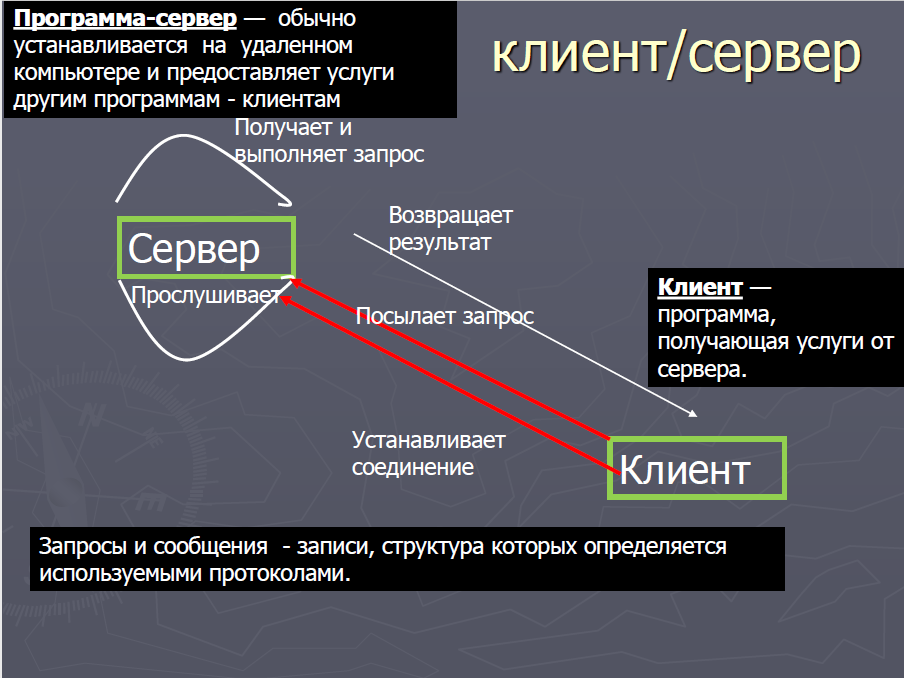 Программа-сервер — обычно
устанавливается на удаленном
компьютере и предоставляет услуги
другим программам - клиентам
клиент/сервер
Получает и
выполняет запрос
Возвращает
результат
Сервер
Прослушивает
Посылает запрос
Клиент —
программа,
получающая услуги от
сервера.
Устанавливает
соединение
Клиент
Запросы и сообщения - записи, структура которых определяется
используемыми протоколами.
N
E